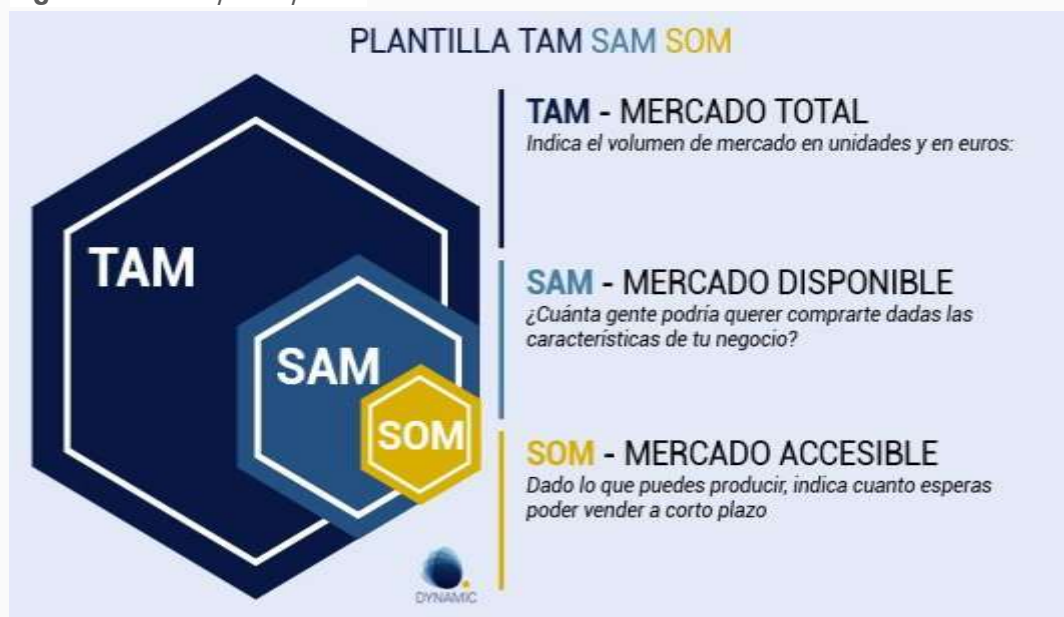 PLANTILLA TAM SAM SOM
TAM
SAM
SOM
TAM - MERCADO TOTAL
Indica el volumen de mercado en unidades y en euros:
SAM - MERCADO DISPONIBLE
¿Cuánta gente podría querer comprarte dadas las
características de tu negocio?
SOM - MERCADO ACCESIBLE
Dado lo que puedes producir, indica cuanto esperas
poder vender a corto plazo
DYNAMIC